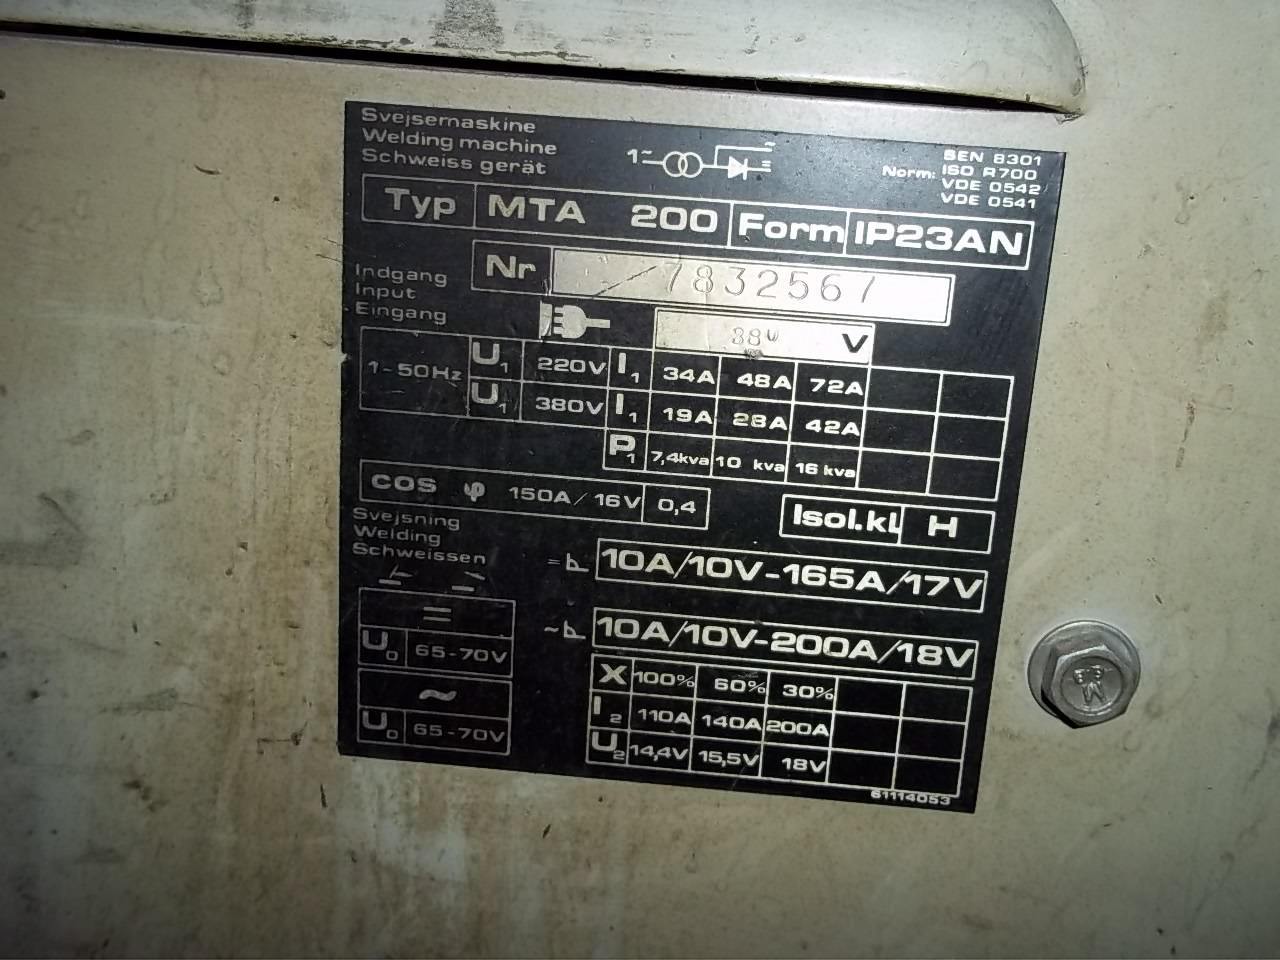 Svejsemaskine
Welding machine
Schweiss gerät
1~ ~ =
SEN 8301
Norm: ISO R700
VDE 0542
VDE 0541
Typ MTA 200 Form IP23AN
Nr 7832567
Indgang
Input
Eingang
380 V
1~50Hz U1 220V I1 34A 48A 72A
U1 380V I1 19A 28A 42A
P1 7,4kva 10 kva 16 kva
cos φ 150A/16V 0,4
Isol.kl. H
Svejsning
Welding
Schweissen
= 10A/10V-165A/17V
~ 10A/10V-200A/18V
=
U0 65-70V
~
U0 65-70V
X 100% 60% 30%
I2 110A 140A 200A
U2 14,4V 15,5V 18V
61114053